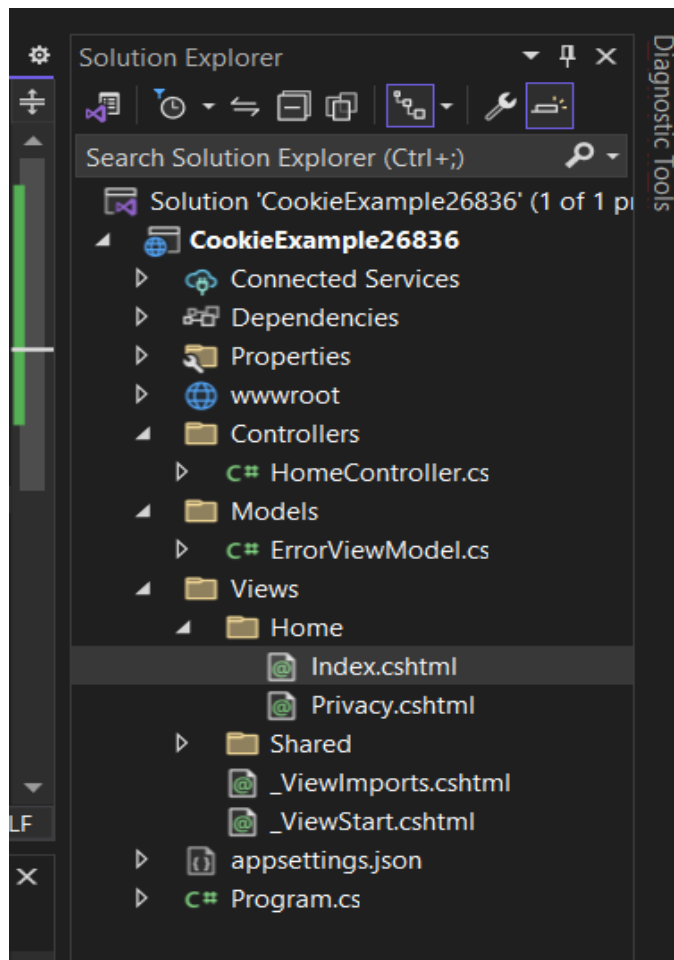 Solution Explorer
Search Solution Explorer (Ctrl+;)
Solution 'CookieExample26836' (1 of 1 pr
CookieExample26836
Connected Services
Dependencies
Properties
wwwroot
Controllers
C# HomeController.cs
Models
C# ErrorViewModel.cs
Views
Home
@ Index.cshtml
@ Privacy.cshtml
Shared
@ _ViewImports.cshtml
@ _ViewStart.cshtml
appsettings.json
C# Program.cs
LF
Diagnostic Tools